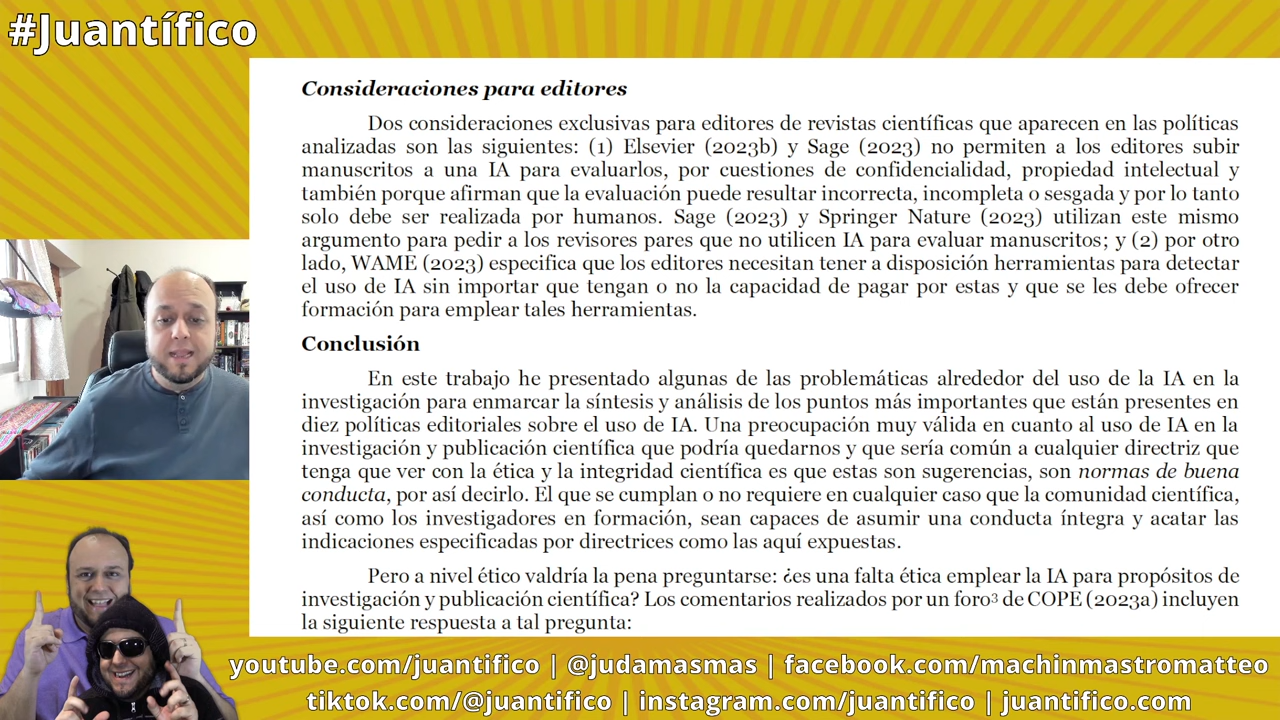 #Juantífico
Consideraciones para editores
Dos consideraciones exclusivas para editores de revistas científicas que aparecen en las políticas
analizadas son las siguientes: (1) Elsevier (2023b) y Sage (2023) no permiten a los editores subir
manuscritos a una IA para evaluarlos, por cuestiones de confidencialidad, propiedad intelectual y
también porque afirman que la evaluación puede resultar incorrecta, incompleta o sesgada y por lo tanto
solo debe ser realizada por humanos. Sage (2023) y Springer Nature (2023) utilizan este mismo
argumento para pedir a los revisores pares que no utilicen IA para evaluar manuscritos; y (2) por otro
lado, WAME (2023) especifica que los editores necesitan tener a disposición herramientas para detectar
el uso de IA sin importar que tengan o no la capacidad de pagar por estas y que se les debe ofrecer
formación para emplear tales herramientas.
Conclusión
En este trabajo he presentado algunas de las problemáticas alrededor del uso de la IA en la
investigación para enmarcar la síntesis y análisis de los puntos más importantes que están presentes en
diez políticas editoriales sobre el uso de IA. Una preocupación muy válida en cuanto al uso de IA en la
investigación y publicación científica que podría quedarnos y que sería común a cualquier directriz que
tenga que ver con la ética y la integridad científica es que estas son sugerencias, son normas de buena
conducta, por así decirlo. El que se cumplan o no requiere en cualquier caso que la comunidad científica,
así como los investigadores en formación, sean capaces de asumir una conducta íntegra y acatar las
indicaciones especificadas por directrices como las aquí expuestas.
Pero a nivel ético valdría la pena preguntarse: ¿es una falta ética emplear la IA para propósitos de
investigación y publicación científica? Los comentarios realizados por un foro³ de COPE (2023a) incluyen
la siguiente respuesta a tal pregunta:
youtube.com/juantifico | @judamasmas | facebook.com/machinmastromatteo
tiktok.com/@juantifico | instagram.com/juantifico | juantifico.com